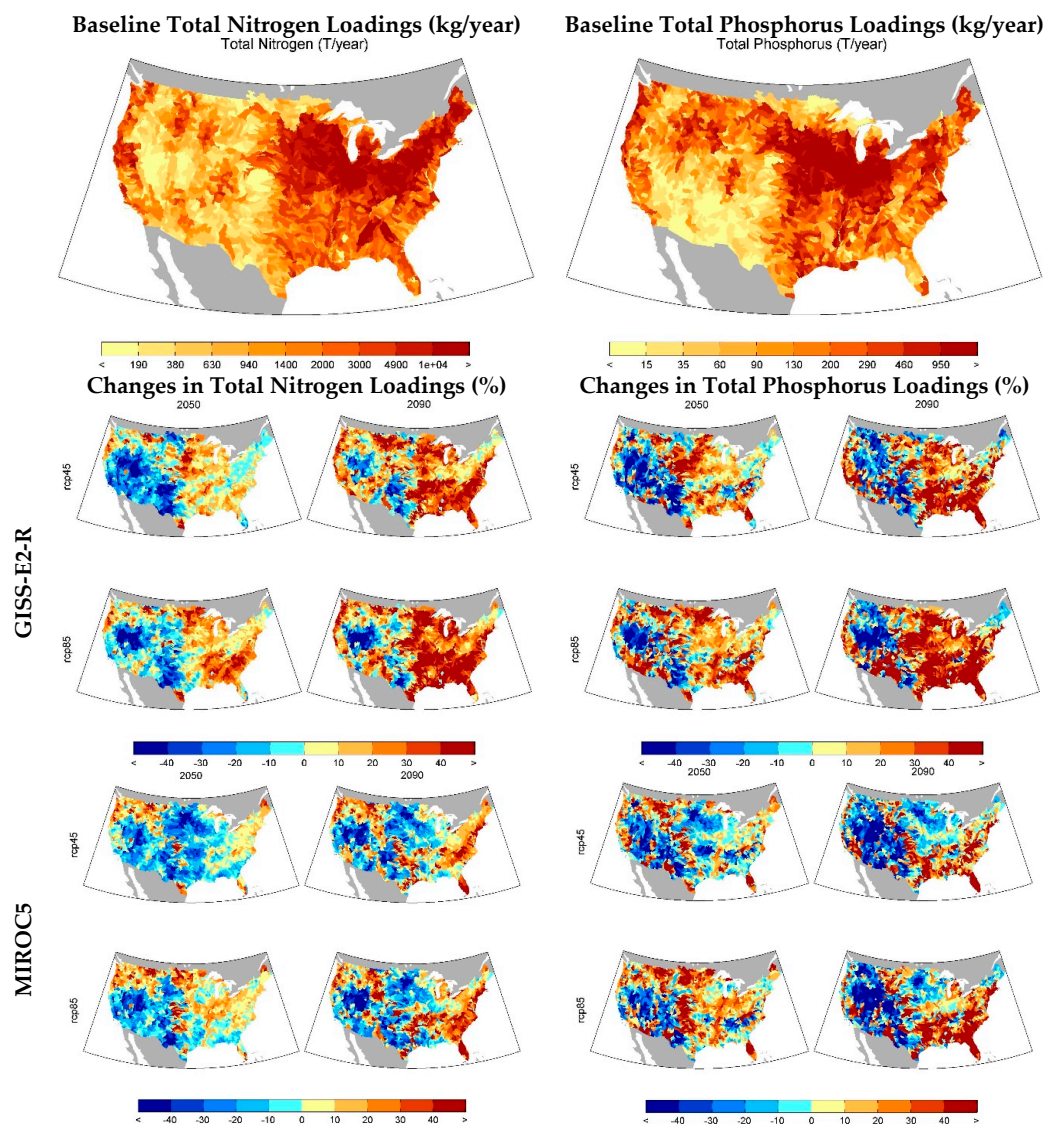 Baseline Total Nitrogen Loadings (kg/year)
Total Nitrogen (T/year)
< 190 380 630 940 1400 2000 3000 4900 1e+04 >
Baseline Total Phosphorus Loadings (kg/year)
Total Phosphorus (T/year)
< 15 35 60 90 130 200 290 460 950 >
Changes in Total Nitrogen Loadings (%)
2050 2090
Changes in Total Phosphorus Loadings (%)
2050 2090
GISS-E2-R
rcp45
rcp45
rcp85
rcp85
< -40 -30 -20 -10 0 10 20 30 40 >
< -40 -30 -20 -10 0 10 20 30 40 >
2050 2090
2050 2090
MIROC5
rcp45
rcp45
rcp85
rcp85
< -40 -30 -20 -10 0 10 20 30 40 >
< -40 -30 -20 -10 0 10 20 30 40 >